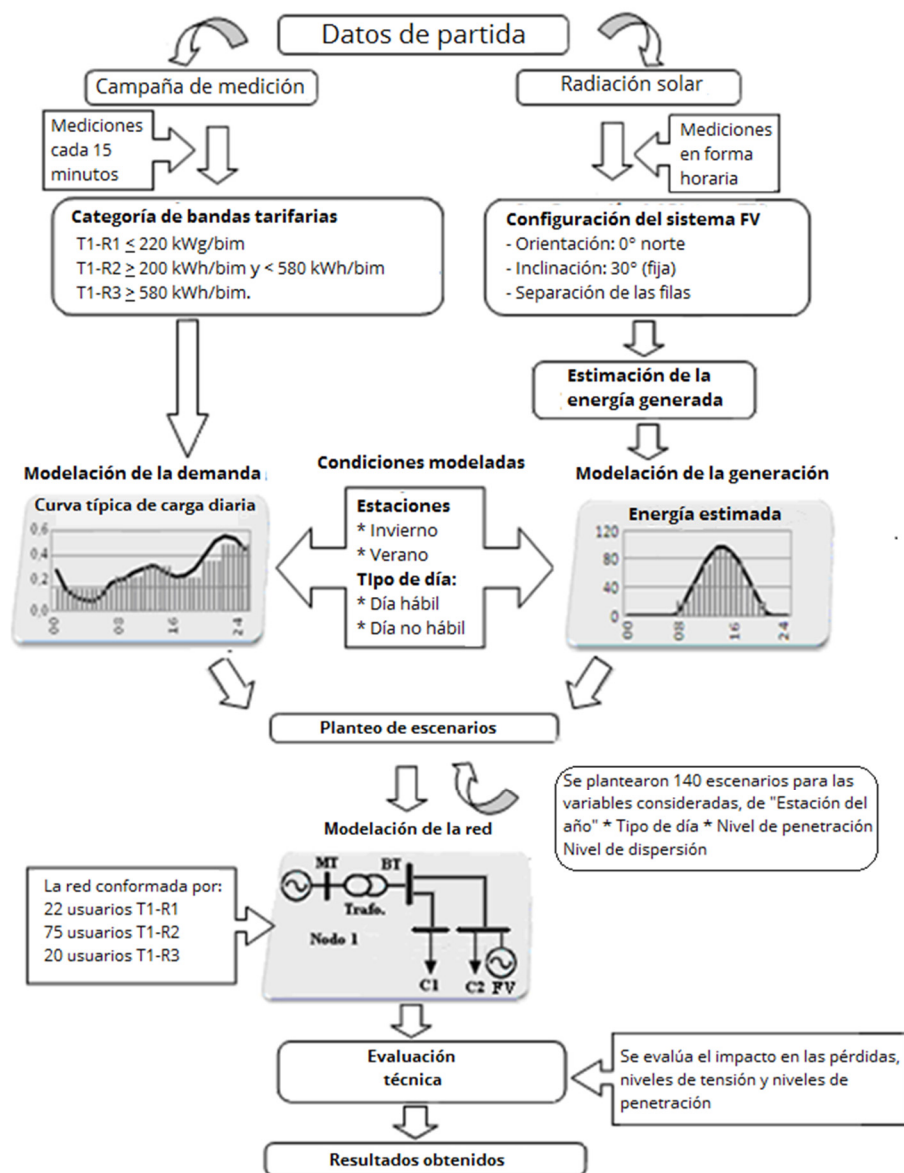 Datos de partida
Campaña de medición
Radiación solar
Mediciones
cada 15
minutos
Mediciones
en forma
horaria
Categoría de bandas tarifarias
T1-R1 ≤ 220 kWg/bim
T1-R2 ≥ 200 kWh/bim y < 580 kWh/bim
T1-R3 ≥ 580 kWh/bim.
Configuración del sistema FV
- Orientación: 0° norte
- Inclinación: 30° (fija)
- Separación de las filas
Estimación de la
energía generada
Modelación de la demanda
Curva típica de carga diaria
0,6
0,4
0,2
0,0
00
08
16
24
Condiciones modeladas
Estaciones
* Invierno
* Verano
TIpo de día:
* Día hábil
* Día no hábil
Modelación de la generación
Energía estimada
120
80
40
0
00
08
16
24
Planteo de escenarios
Se plantearon 140 escenarios para las
variables consideradas, de "Estación del
año" * Tipo de día * Nivel de penetración
Nivel de dispersión
Modelación de la red
La red conformada por:
22 usuarios T1-R1
75 usuarios T1-R2
20 usuarios T1-R3
MT
BT
Trafo.
Nodo 1
C1
C2
FV
Evaluación
técnica
Se evalúa el impacto en las pérdidas,
niveles de tensión y niveles de
penetración
Resultados obtenidos